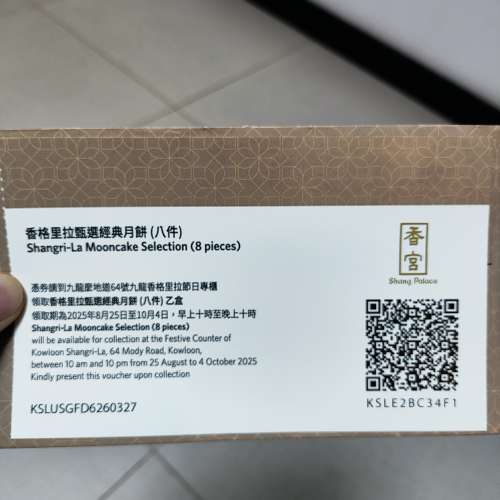 香格里拉甄選經典月餅 (八件)
Shangri-La Mooncake Selection (8 pieces)
香宮
Shang Palace
憑券請到九龍麼地道64號九龍香格里拉節日專櫃
領取香格里拉甄選經典月餅 (八件) 乙盒
領取期為2025年8月25日至10月4日，早上十時至晚上十時
Shangri-La Mooncake Selection (8 pieces)
will be available for collection at the Festive Counter of
Kowloon Shangri-La, 64 Mody Road, Kowloon,
between 10 am and 10 pm from 25 August to 4 October 2025
Kindly present this voucher upon collection
KSLUSGFD6260327
KSLE2BC34F1